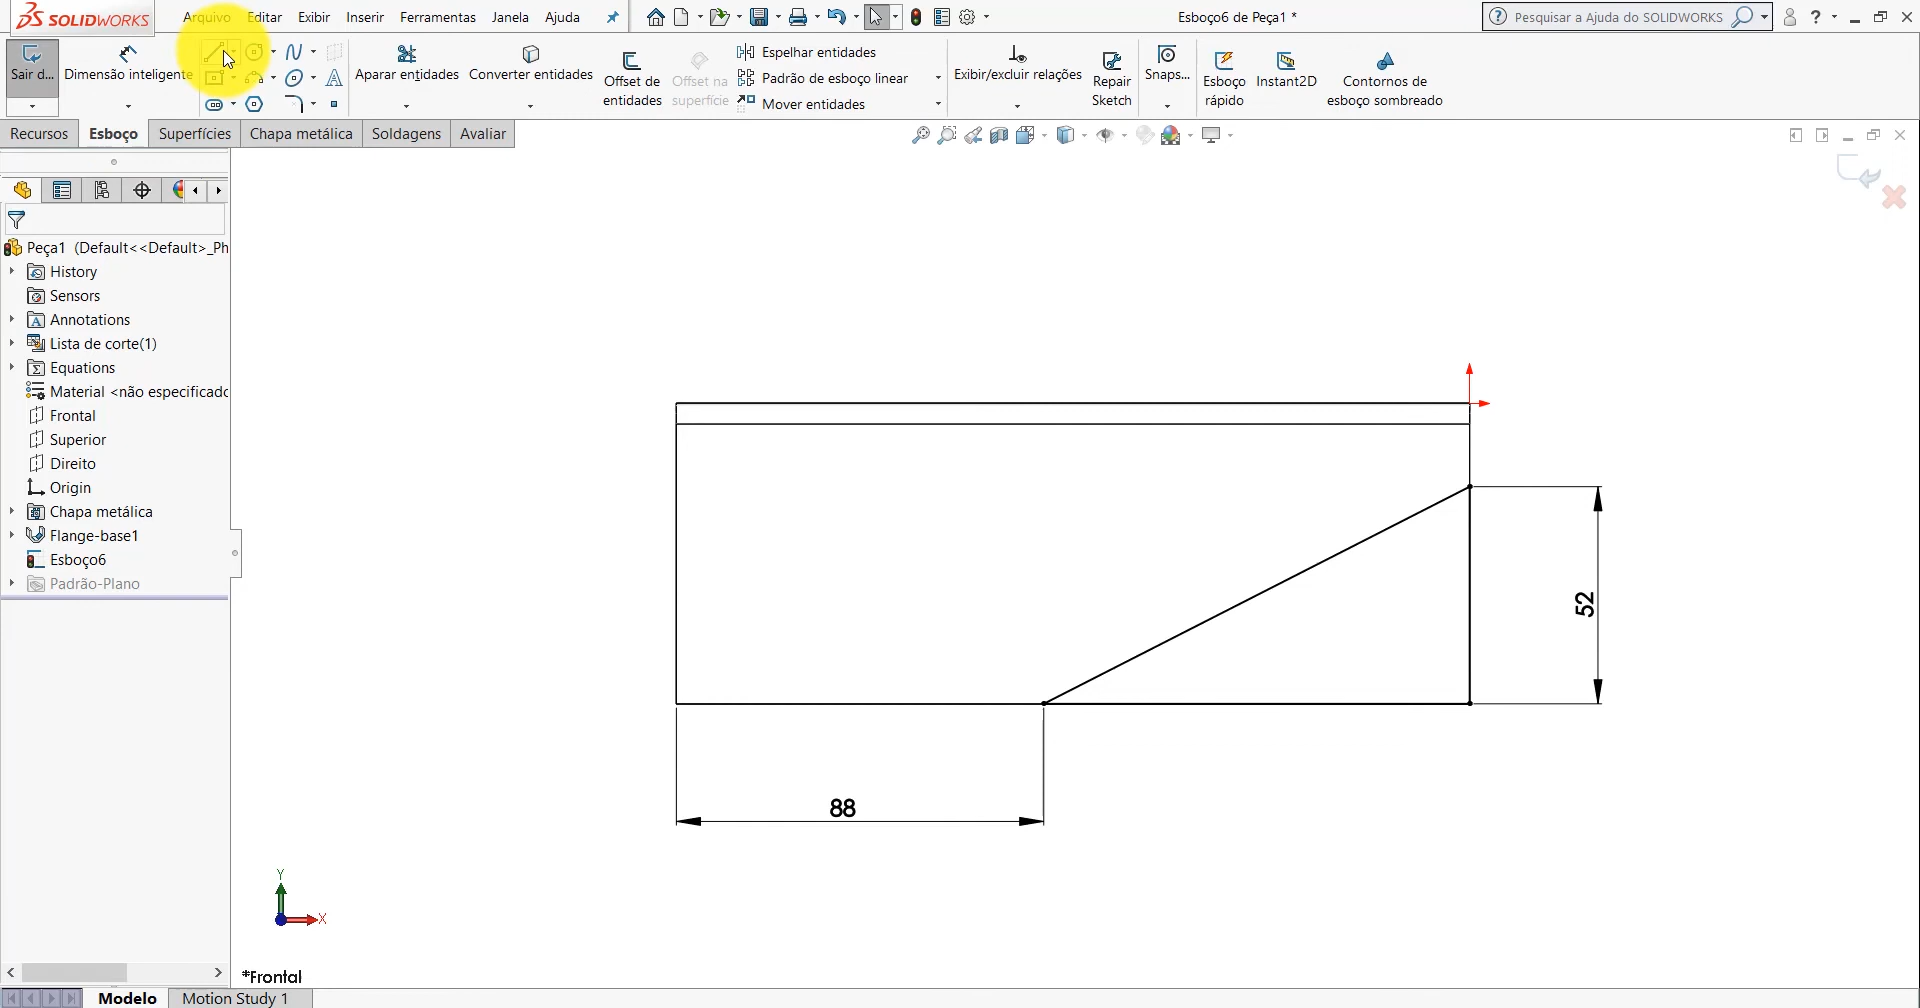 SOLIDWORKS
Arquivo Editar Exibir Inserir Ferramentas Janela Ajuda
Esboço6 de Peça1 *
Pesquisar a Ajuda do SOLIDWORKS
Sair d...
Dimensão inteligente
Aparar entidades
Converter entidades
Offset de
entidades
Offset na
superfície
Espelhar entidades
Padrão de esboço linear
Mover entidades
Exibir/excluir relações
Repair
Sketch
Snaps...
Esboço
rápido
Instant2D
Contornos de
esboço sombreado
Recursos Esboço Superfícies Chapa metálica Soldagens Avaliar
Peça1 (Default<<Default>_Ph
History
Sensors
Annotations
Lista de corte(1)
Equations
Material <não especificado
Frontal
Superior
Direito
Origin
Chapa metálica
Flange-base1
Esboço6
Padrão-Plano
52
88
Y
X
*Frontal
Modelo Motion Study 1